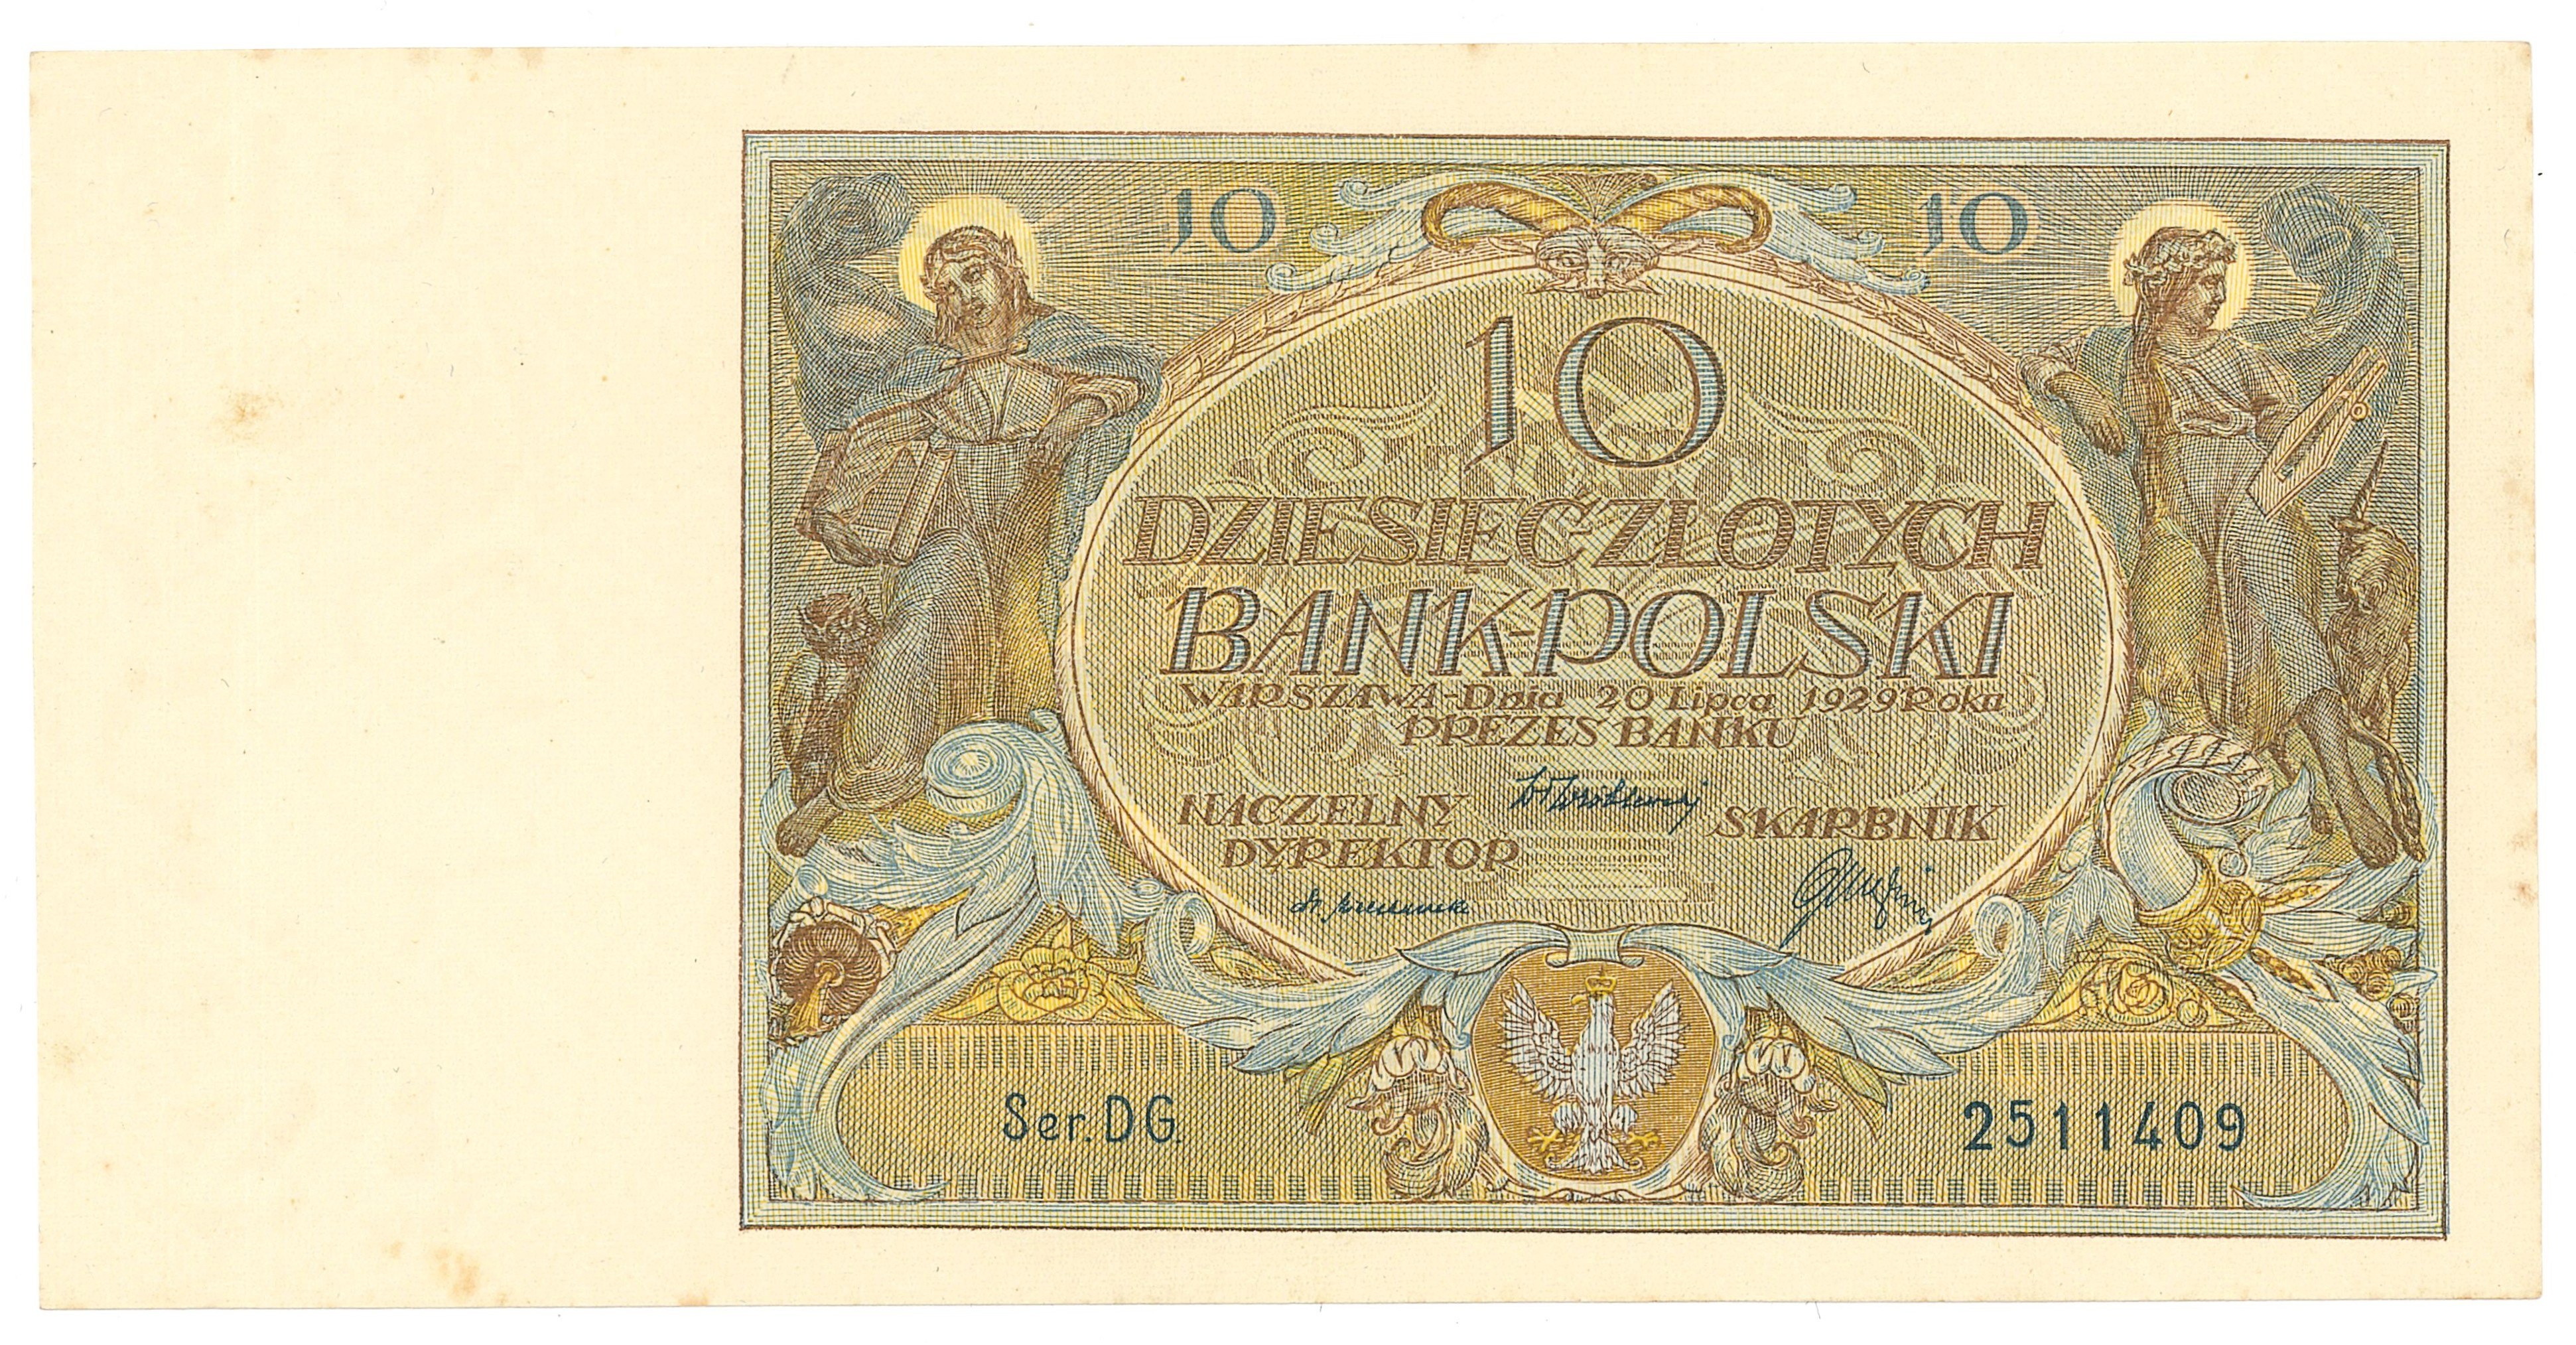 10 10
10
DZIESIĘĆ ZŁOTYCH
BANK-POLSKI
WARSZAWA-Dnia 20 Lipca 1929 Roku
PREZES BANKU
NACZELNY
DYREKTOR
SKARBNIK
Ser. DG. 2511409